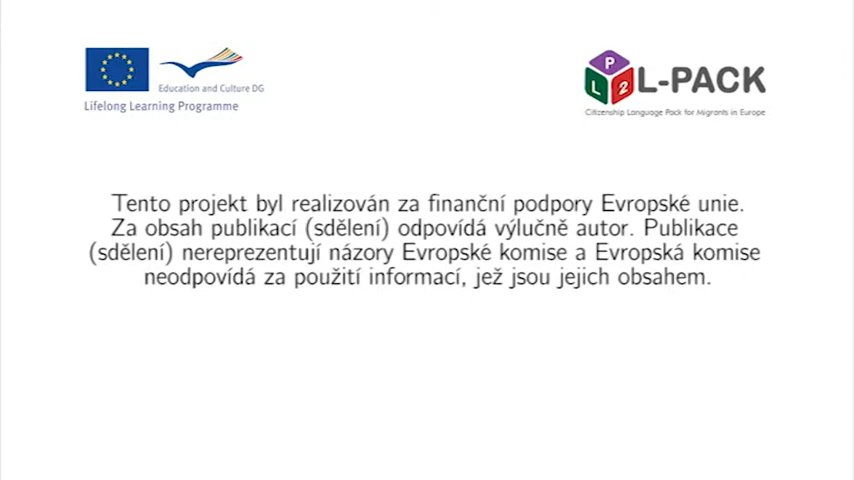 Education and Culture DG
Lifelong Learning Programme
P
L
2
L-PACK
Citizenship Language Pack for Migrants in Europe
Tento projekt byl realizován za finanční podpory Evropské unie.
Za obsah publikací (sdělení) odpovídá výlučně autor. Publikace
(sdělení) nereprezentují názory Evropské komise a Evropská komise
neodpovídá za použití informací, jež jsou jejich obsahem.